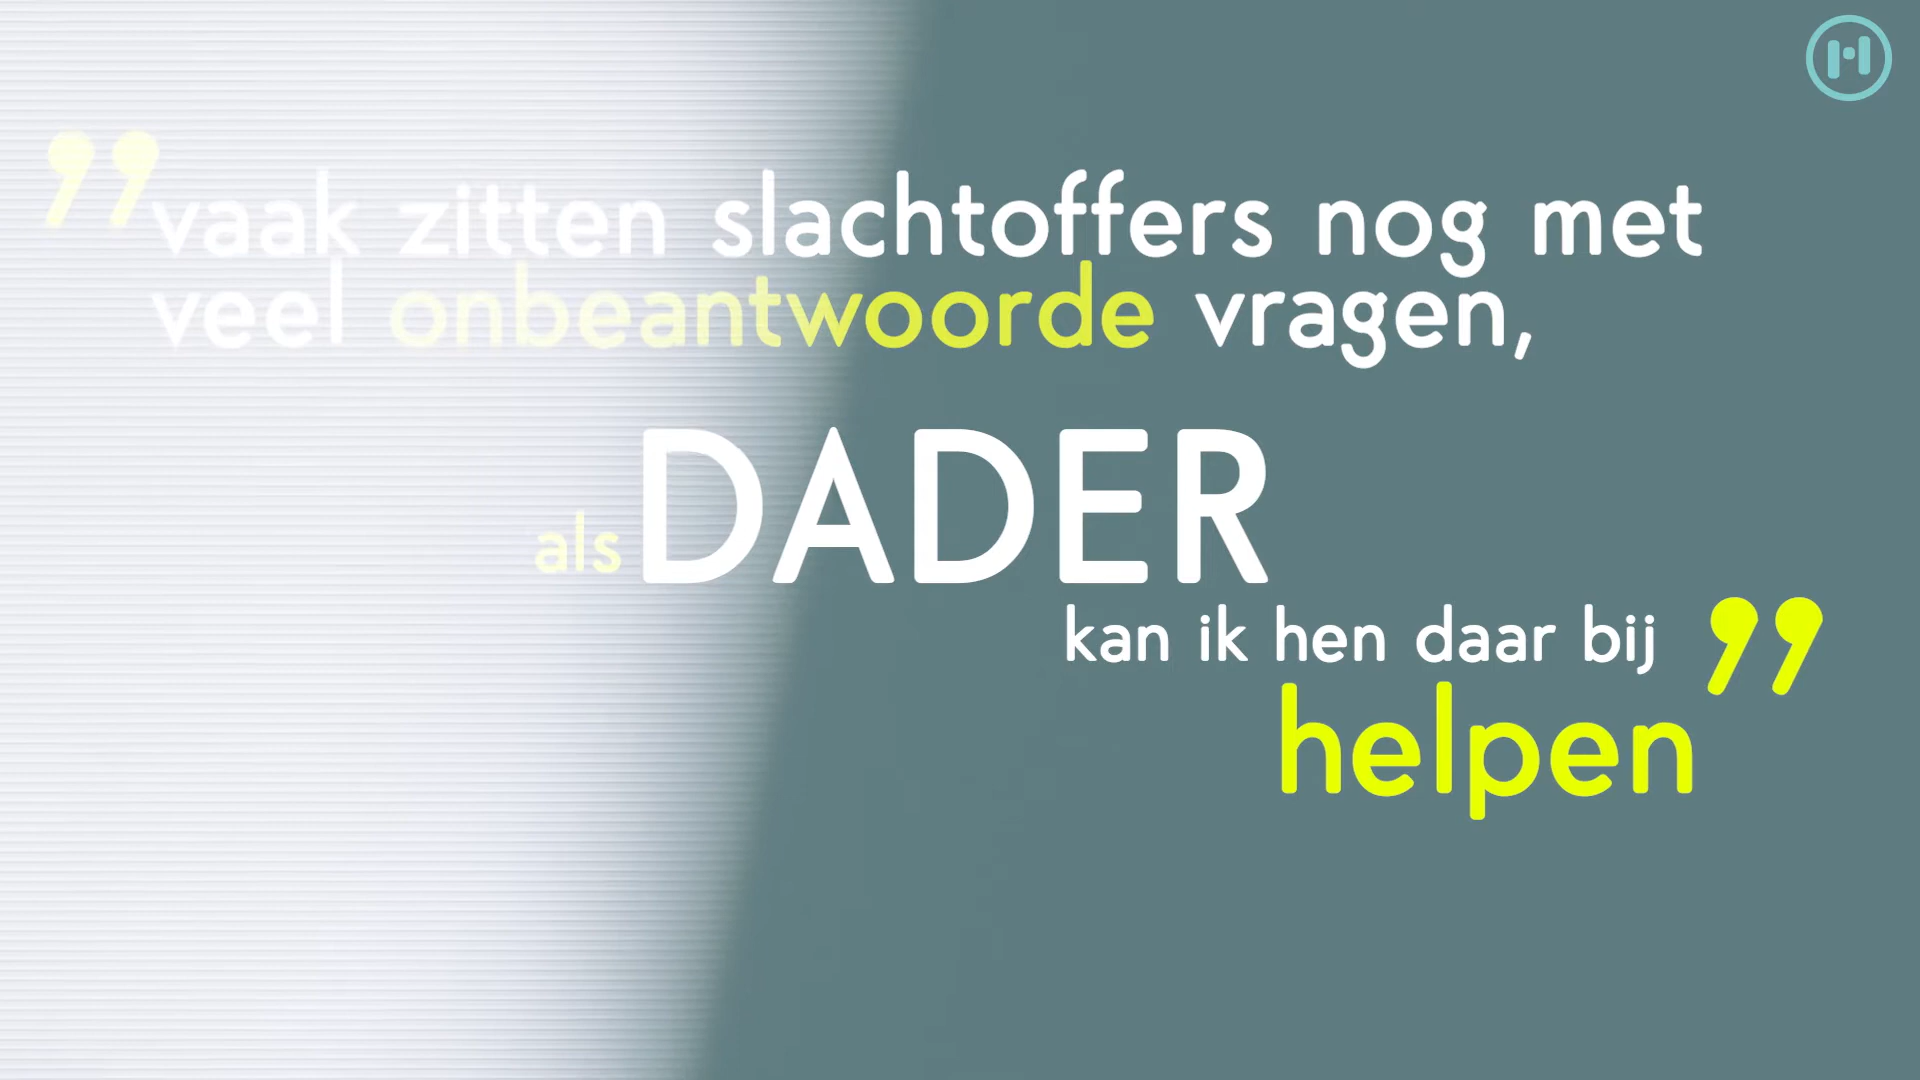 ”vaak zitten slachtoffers nog met
veel onbeantwoorde vragen,
als DADER
kan ik hen daar bij”
helpen